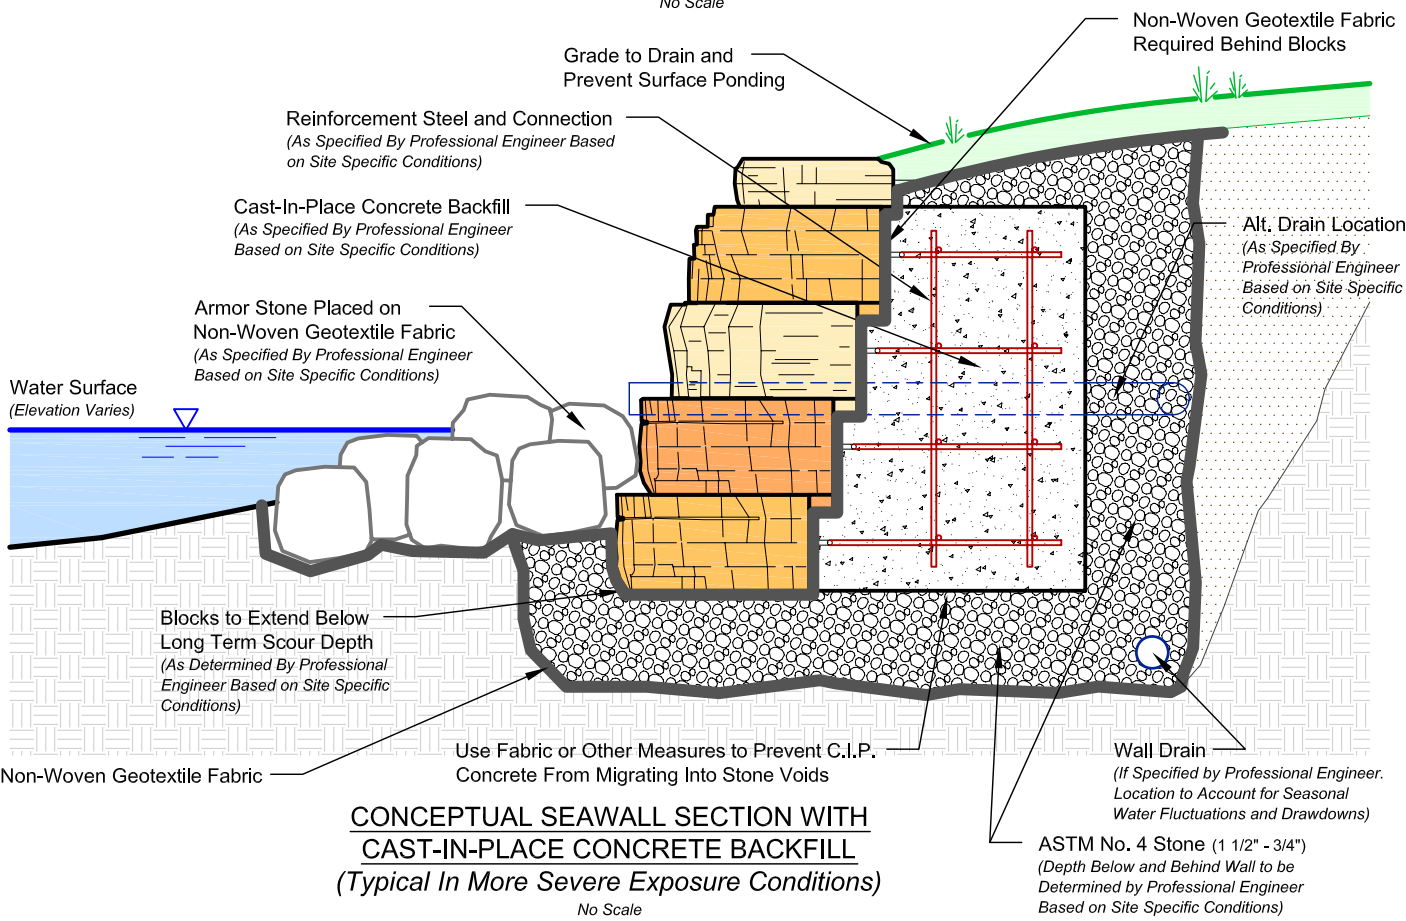 No Scale
Non-Woven Geotextile Fabric
Required Behind Blocks
Grade to Drain and
Prevent Surface Ponding
Reinforcement Steel and Connection
(As Specified By Professional Engineer Based
on Site Specific Conditions)
Cast-In-Place Concrete Backfill
(As Specified By Professional Engineer
Based on Site Specific Conditions)
Alt. Drain Location
(As Specified By
Professional Engineer
Based on Site Specific
Conditions)
Armor Stone Placed on
Non-Woven Geotextile Fabric
(As Specified By Professional Engineer
Based on Site Specific Conditions)
Water Surface
(Elevation Varies)
Blocks to Extend Below
Long Term Scour Depth
(As Determined By Professional
Engineer Based on Site Specific
Conditions)
Non-Woven Geotextile Fabric
Use Fabric or Other Measures to Prevent C.I.P.
Concrete From Migrating Into Stone Voids
Wall Drain
(If Specified by Professional Engineer.
Location to Account for Seasonal
Water Fluctuations and Drawdowns)
ASTM No. 4 Stone (1 1/2" - 3/4")
(Depth Below and Behind Wall to be
Determined by Professional Engineer
Based on Site Specific Conditions)
CONCEPTUAL SEAWALL SECTION WITH
CAST-IN-PLACE CONCRETE BACKFILL
(Typical In More Severe Exposure Conditions)
No Scale